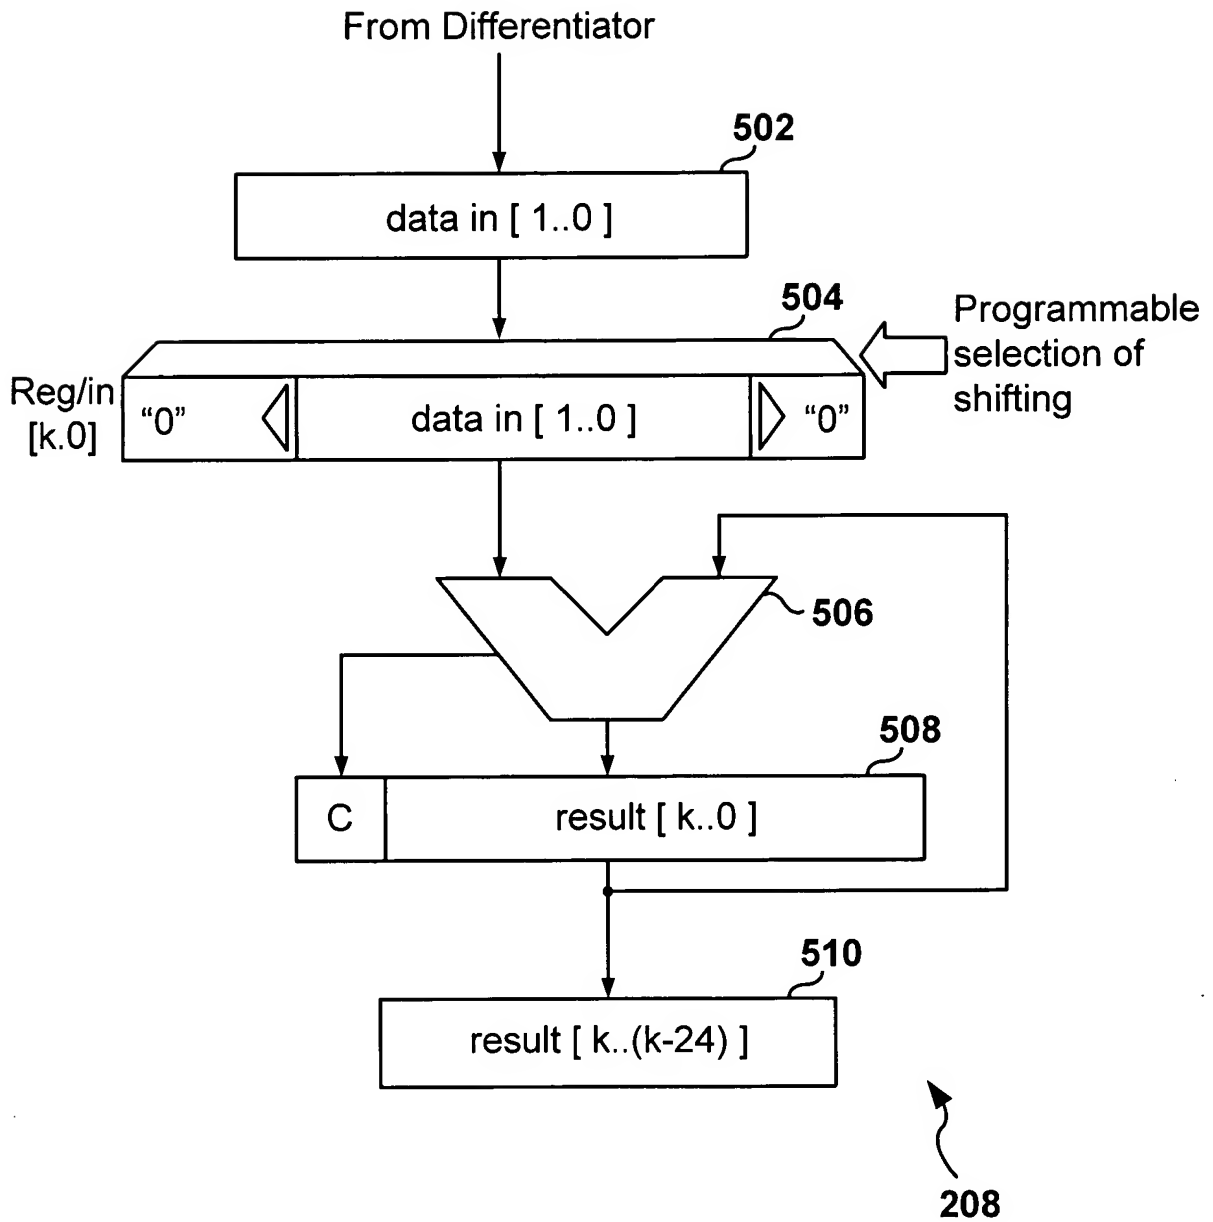 From Differentiator
502
data in [ 1..0 ]
504
Programmable
selection of
shifting
Reg/in
[k.0]
“0”
data in [ 1..0 ]
“0”
506
508
C
result [ k..0 ]
510
result [ k..(k-24) ]
208